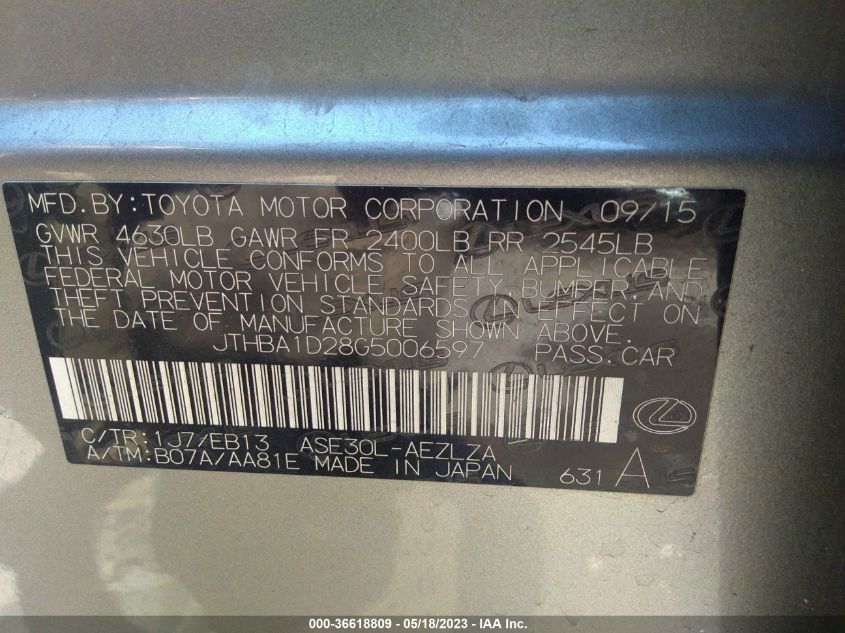 MFD.BY:TOYOTA MOTOR CORPORATION 09/15
GVWR 4630LB GAWR FR 2400LB RR 2545LB
THIS VEHICLE CONFORMS TO ALL APPLICABLE
FEDERAL MOTOR VEHICLE SAFETY, BUMPER, AND
THEFT PREVENTION STANDARDS IN EFFECT ON
THE DATE OF MANUFACTURE SHOWN ABOVE.
JTHBA1D28G5006597 PASS.CAR
C/TR:1J7/EB13 ASE30L-AEZLZA
A/TM:B07A/AA81E MADE IN JAPAN 631 A
000-36618809 - 05/18/2023 - IAA Inc.